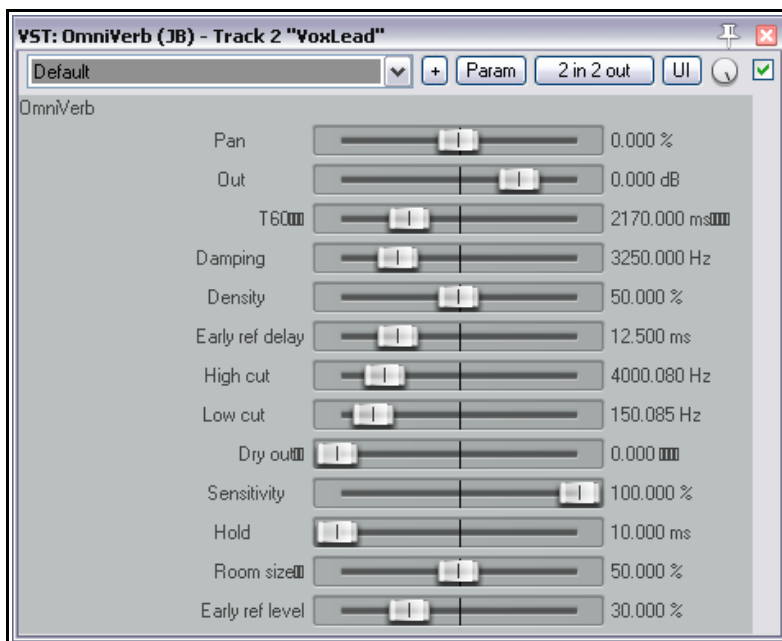 VST: OmniVerb (JB) - Track 2 "VoxLead"
Default + Param 2 in 2 out UI
OmniVerb
Pan 0.000 %
Out 0.000 dB
T60 2170.000 ms
Damping 3250.000 Hz
Density 50.000 %
Early ref delay 12.500 ms
High cut 4000.080 Hz
Low cut 150.085 Hz
Dry out 0.000
Sensitivity 100.000 %
Hold 10.000 ms
Room size 50.000 %
Early ref level 30.000 %